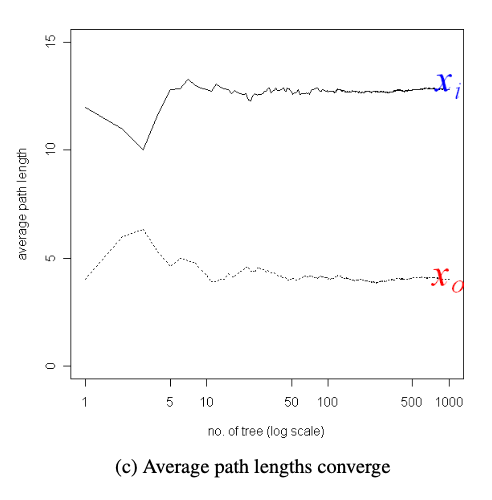 15
10
5
0
average path length
x_i
x_o
1 5 10 50 100 500 1000
no. of tree (log scale)
(c) Average path lengths converge